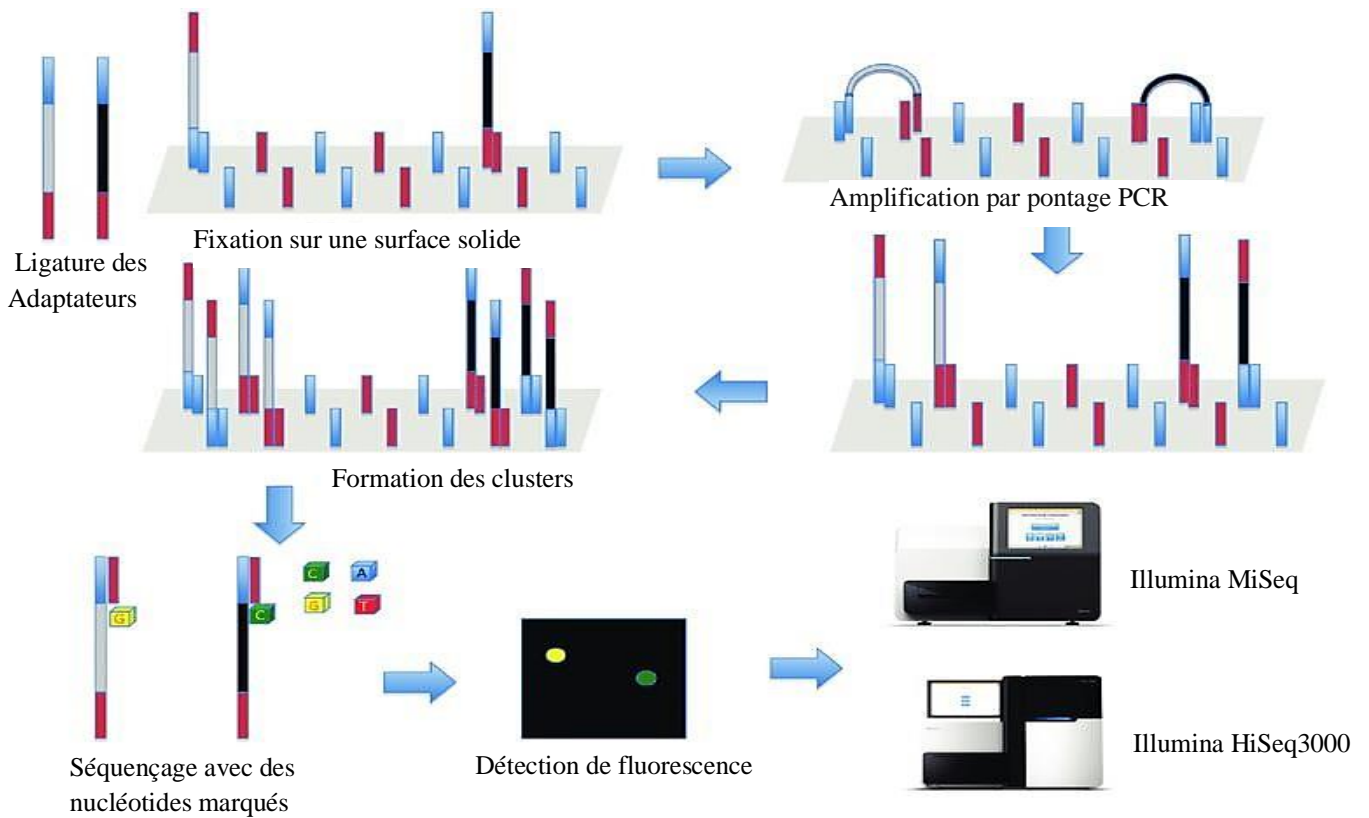 Ligature des
Adaptateurs
Fixation sur une surface solide
Amplification par pontage PCR
Formation des clusters
G
C
C
A
G
T
Séquençage avec des
nucléotides marqués
Détection de fluorescence
Illumina MiSeq
Illumina HiSeq3000